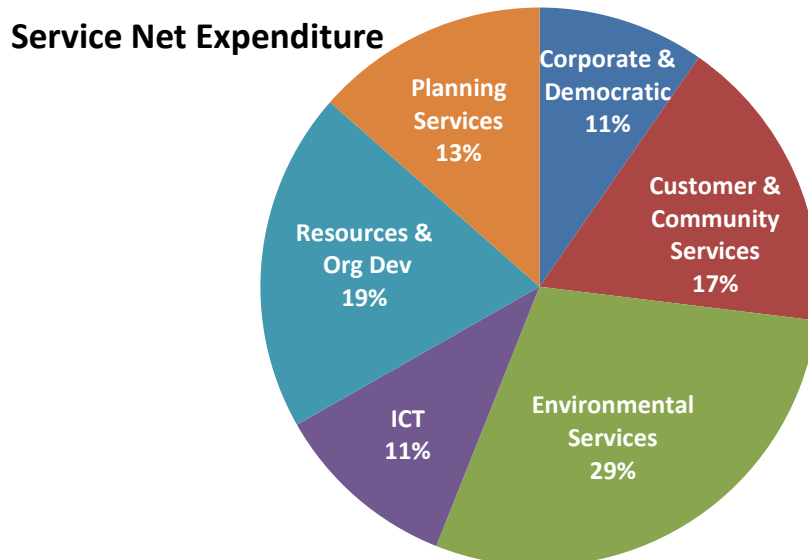 Service Net Expenditure
Corporate &
Democratic
11%
Customer &
Community
Services
17%
Environmental
Services
29%
ICT
11%
Resources &
Org Dev
19%
Planning
Services
13%